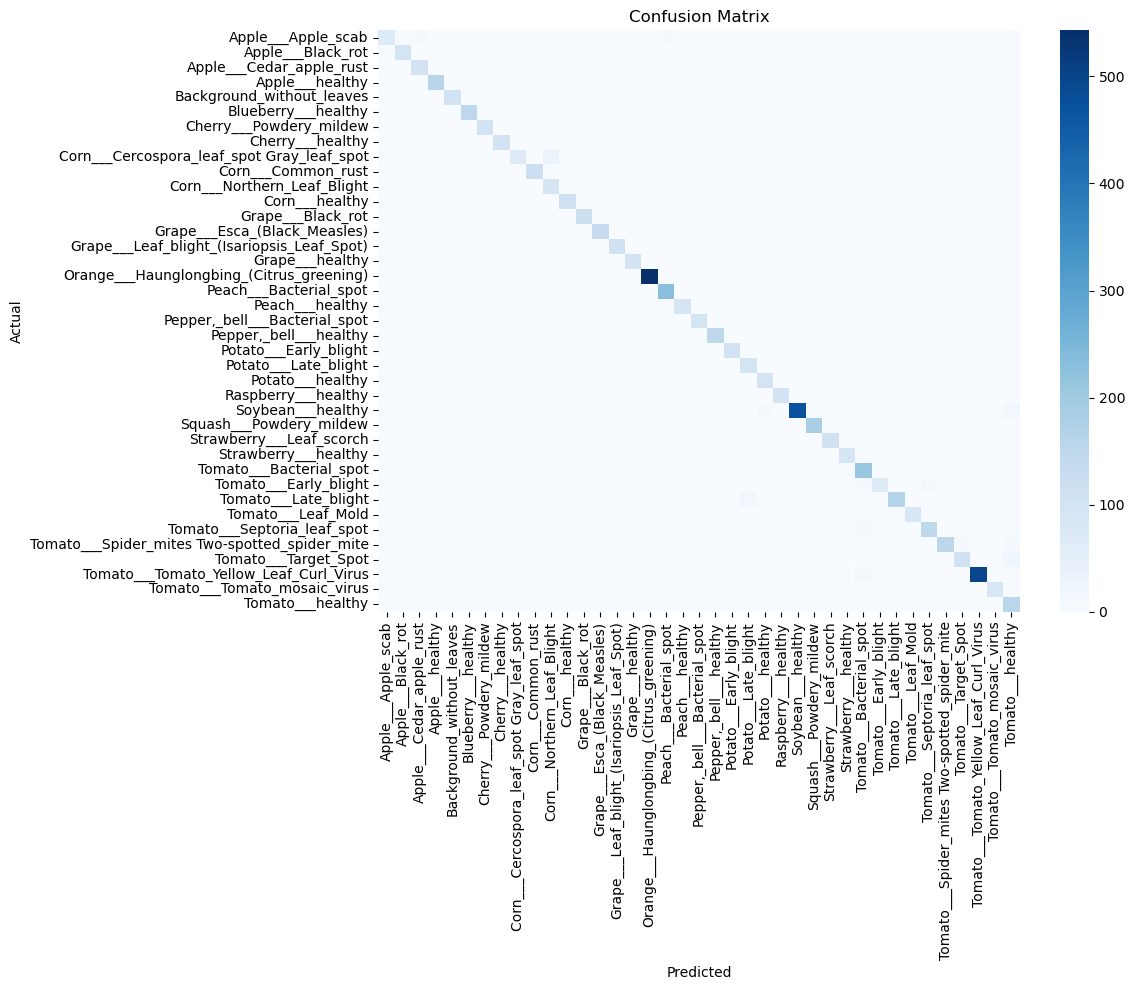 Confusion Matrix
Actual
Apple___Apple_scab
Apple___Black_rot
Apple___Cedar_apple_rust
Apple___healthy
Background_without_leaves
Blueberry___healthy
Cherry___Powdery_mildew
Cherry___healthy
Corn___Cercospora_leaf_spot Gray_leaf_spot
Corn___Common_rust
Corn___Northern_Leaf_Blight
Corn___healthy
Grape___Black_rot
Grape___Esca_(Black_Measles)
Grape___Leaf_blight_(Isariopsis_Leaf_Spot)
Grape___healthy
Orange___Haunglongbing_(Citrus_greening)
Peach___Bacterial_spot
Peach___healthy
Pepper,_bell___Bacterial_spot
Pepper,_bell___healthy
Potato___Early_blight
Potato___Late_blight
Potato___healthy
Raspberry___healthy
Soybean___healthy
Squash___Powdery_mildew
Strawberry___Leaf_scorch
Strawberry___healthy
Tomato___Bacterial_spot
Tomato___Early_blight
Tomato___Late_blight
Tomato___Leaf_Mold
Tomato___Septoria_leaf_spot
Tomato___Spider_mites Two-spotted_spider_mite
Tomato___Target_Spot
Tomato___Tomato_Yellow_Leaf_Curl_Virus
Tomato___Tomato_mosaic_virus
Tomato___healthy
Apple___Apple_scab
Apple___Black_rot
Apple___Cedar_apple_rust
Apple___healthy
Background_without_leaves
Blueberry___healthy
Cherry___Powdery_mildew
Cherry___healthy
Corn___Cercospora_leaf_spot Gray_leaf_spot
Corn___Common_rust
Corn___Northern_Leaf_Blight
Corn___healthy
Grape___Black_rot
Grape___Esca_(Black_Measles)
Grape___Leaf_blight_(Isariopsis_Leaf_Spot)
Grape___healthy
Orange___Haunglongbing_(Citrus_greening)
Peach___Bacterial_spot
Peach___healthy
Pepper,_bell___Bacterial_spot
Pepper,_bell___healthy
Potato___Early_blight
Potato___Late_blight
Potato___healthy
Raspberry___healthy
Soybean___healthy
Squash___Powdery_mildew
Strawberry___Leaf_scorch
Strawberry___healthy
Tomato___Bacterial_spot
Tomato___Early_blight
Tomato___Late_blight
Tomato___Leaf_Mold
Tomato___Septoria_leaf_spot
Tomato___Spider_mites Two-spotted_spider_mite
Tomato___Target_Spot
Tomato___Tomato_Yellow_Leaf_Curl_Virus
Tomato___Tomato_mosaic_virus
Tomato___healthy
Predicted
500
400
300
200
100
0